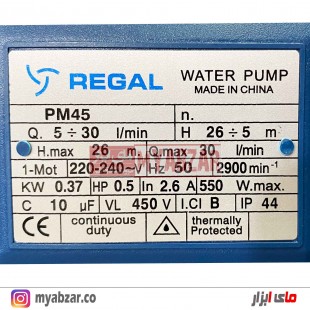 REGAL
WATER PUMP
MADE IN CHINA
PM45 n.
Q. 5÷30 l/min H 26÷5 m
H.max 26 m. Q.max 30 l/min
1-Mot 220-240~V Hz 50 2900 min⁻¹
KW 0.37 HP 0.5 In 2.6 A 550 W.max.
C 10 µF VL 450 V I.Cl B IP 44
CE continuous duty thermally Protected
myabzar.co مای ابزار